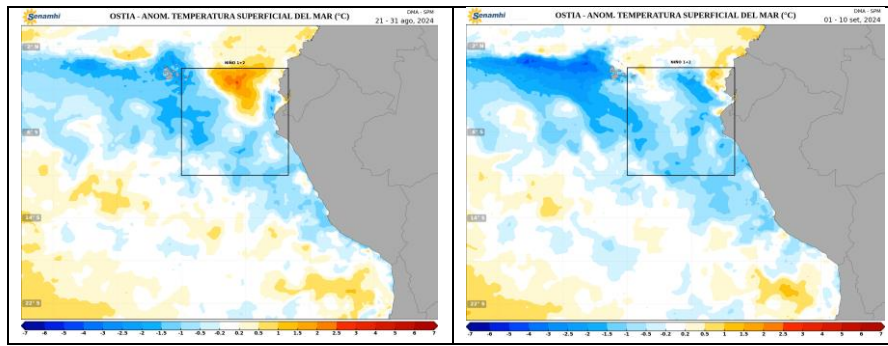 Senamhi
OSTIA - ANOM. TEMPERATURA SUPERFICIAL DEL MAR (°C)
DMA - SPM
21 - 31 ago, 2024
NIÑO 1+2
14° S
22° S
-7 -6 -5 -4 -3 -2.5 -2 -1.5 -1 -0.5 -0.2 0.2 0.5 1 1.5 2 2.5 3 4 5 6 7
Senamhi
OSTIA - ANOM. TEMPERATURA SUPERFICIAL DEL MAR (°C)
DMA - SPM
01 - 10 set, 2024
NIÑO 1+2
14° S
22° S
-7 -6 -5 -4 -3 -2.5 -2 -1.5 -1 -0.5 -0.2 0.2 0.5 1 1.5 2 2.5 3 4 5 6 7